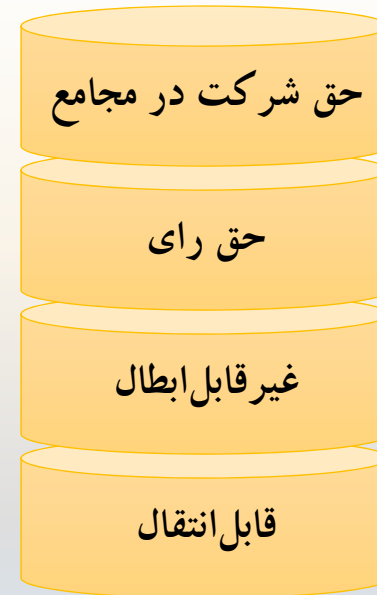 حق شرکت در مجامع
حق رای
غیرقابل‌ابطال
قابل‌انتقال